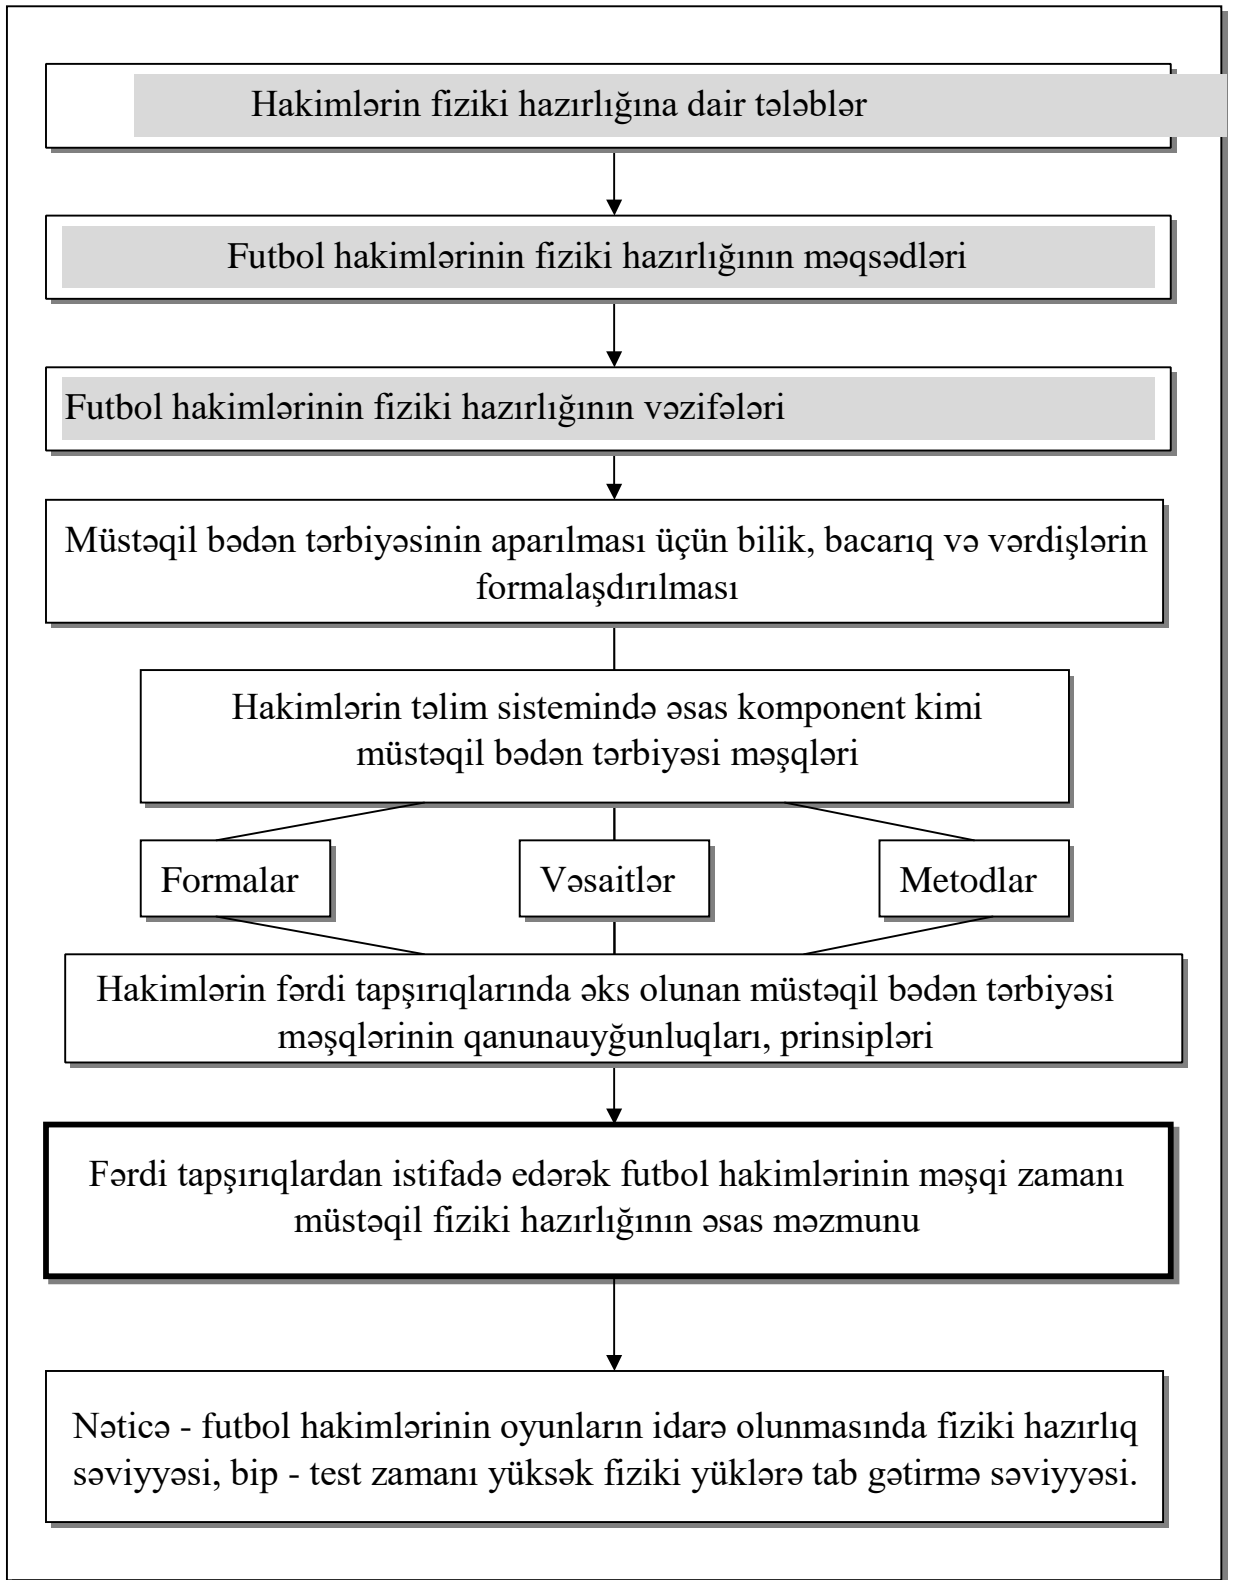 Hakimlərin fiziki hazırlığına dair tələblər
Futbol hakimlərinin fiziki hazırlığının məqsədləri
Futbol hakimlərinin fiziki hazırlığının vəzifələri
Müstəqil bədən tərbiyəsinin aparılması üçün bilik, bacarıq və vərdişlərin
formalaşdırılması
Hakimlərin təlim sistemində əsas komponent kimi
müstəqil bədən tərbiyəsi məşqləri
Formalar Vəsaitlər Metodlar
Hakimlərin fərdi tapşırıqlarında əks olunan müstəqil bədən tərbiyəsi
məşqlərinin qanunauyğunluqları, prinsipləri
Fərdi tapşırıqlardan istifadə edərək futbol hakimlərinin məşqi zamanı
müstəqil fiziki hazırlığının əsas məzmunu
Nəticə - futbol hakimlərinin oyunların idarə olunmasında fiziki hazırlıq
səviyyəsi, bip - test zamanı yüksək fiziki yüklərə tab gətirmə səviyyəsi.